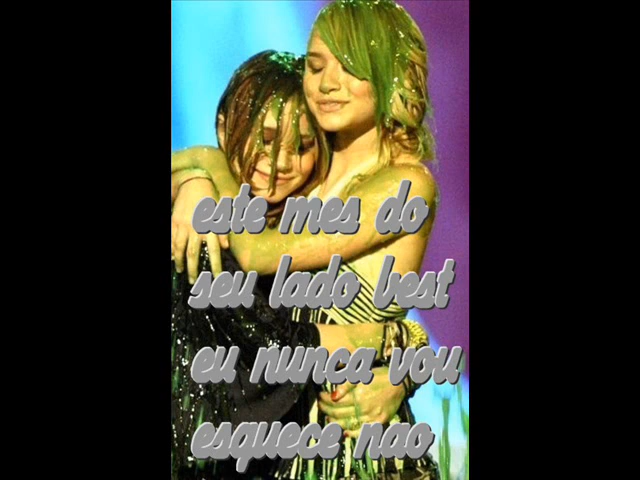 este mes do
seu lado best
eu nunca vou
esquece nao